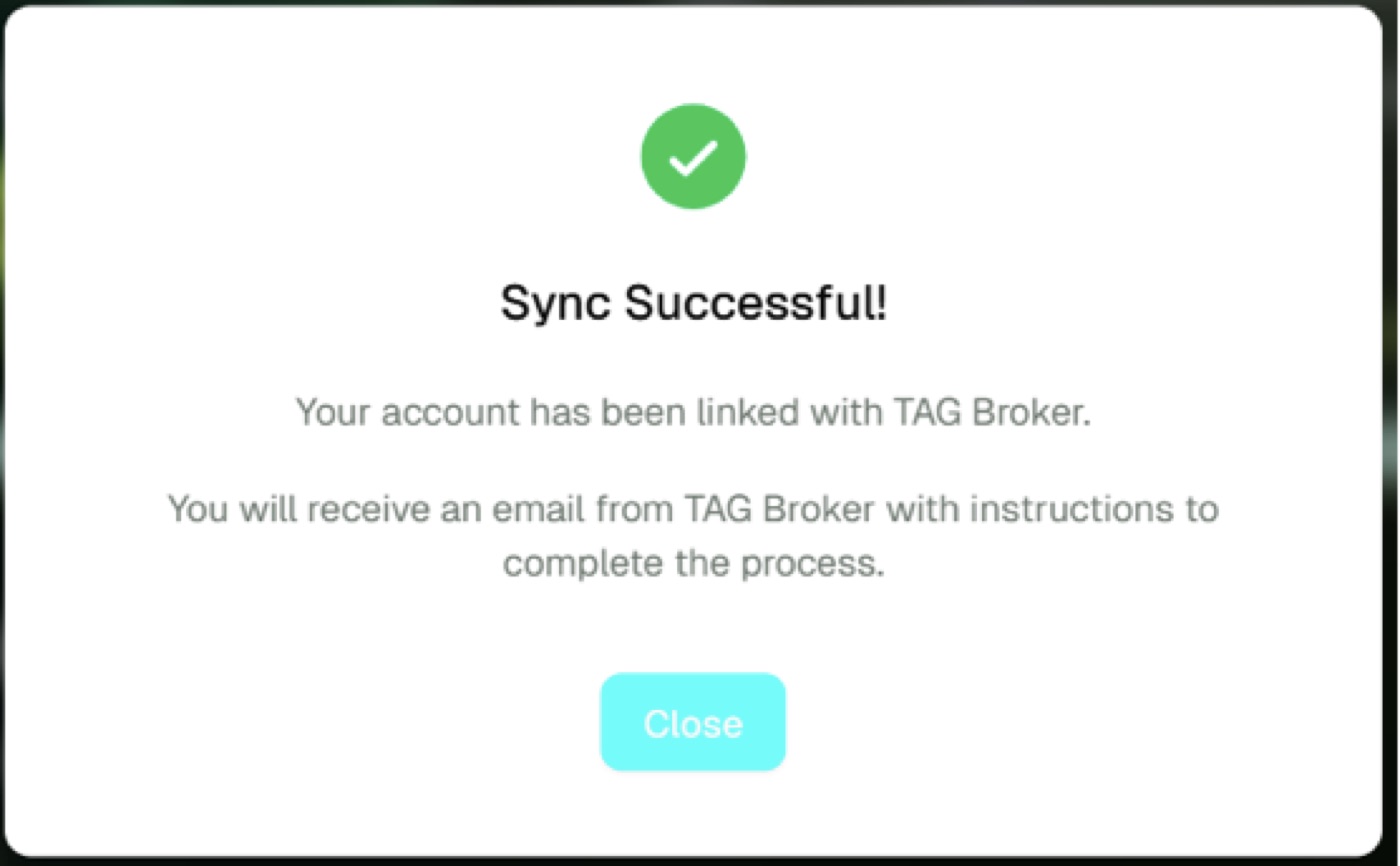 Sync Successful!
Your account has been linked with TAG Broker.
You will receive an email from TAG Broker with instructions to
complete the process.
Close